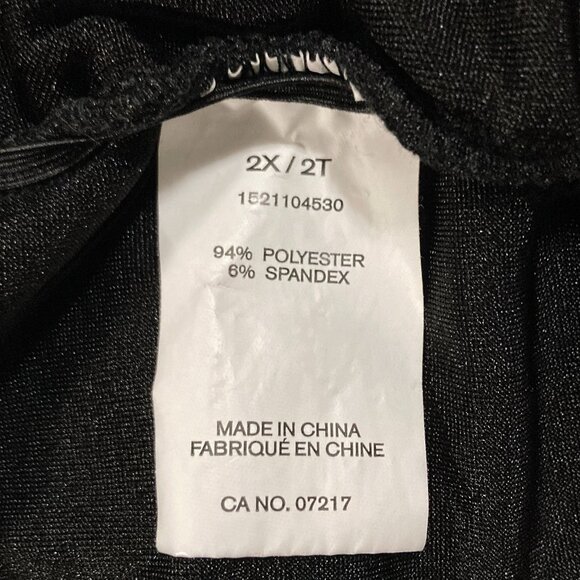 2X / 2T
1521104530
94% POLYESTER
6% SPANDEX
MADE IN CHINA
FABRIQUÉ EN CHINE
CA NO. 07217